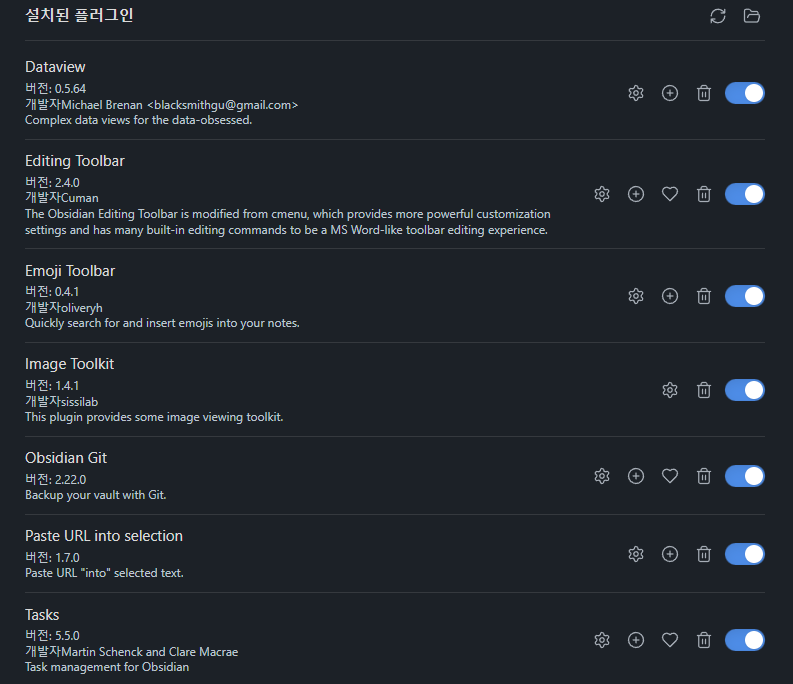 설치된 플러그인
Dataview
버전: 0.5.64
개발자Michael Brenan <blacksmithgu@gmail.com>
Complex data views for the data-obsessed.
Editing Toolbar
버전: 2.4.0
개발자Cuman
The Obsidian Editing Toolbar is modified from cmenu, which provides more powerful customization
settings and has many built-in editing commands to be a MS Word-like toolbar editing experience.
Emoji Toolbar
버전: 0.4.1
개발자oliveryh
Quickly search for and insert emojis into your notes.
Image Toolkit
버전: 1.4.1
개발자sissilab
This plugin provides some image viewing toolkit.
Obsidian Git
버전: 2.22.0
Backup your vault with Git.
Paste URL into selection
버전: 1.7.0
Paste URL "into" selected text.
Tasks
버전: 5.5.0
개발자Martin Schenck and Clare Macrae
Task management for Obsidian